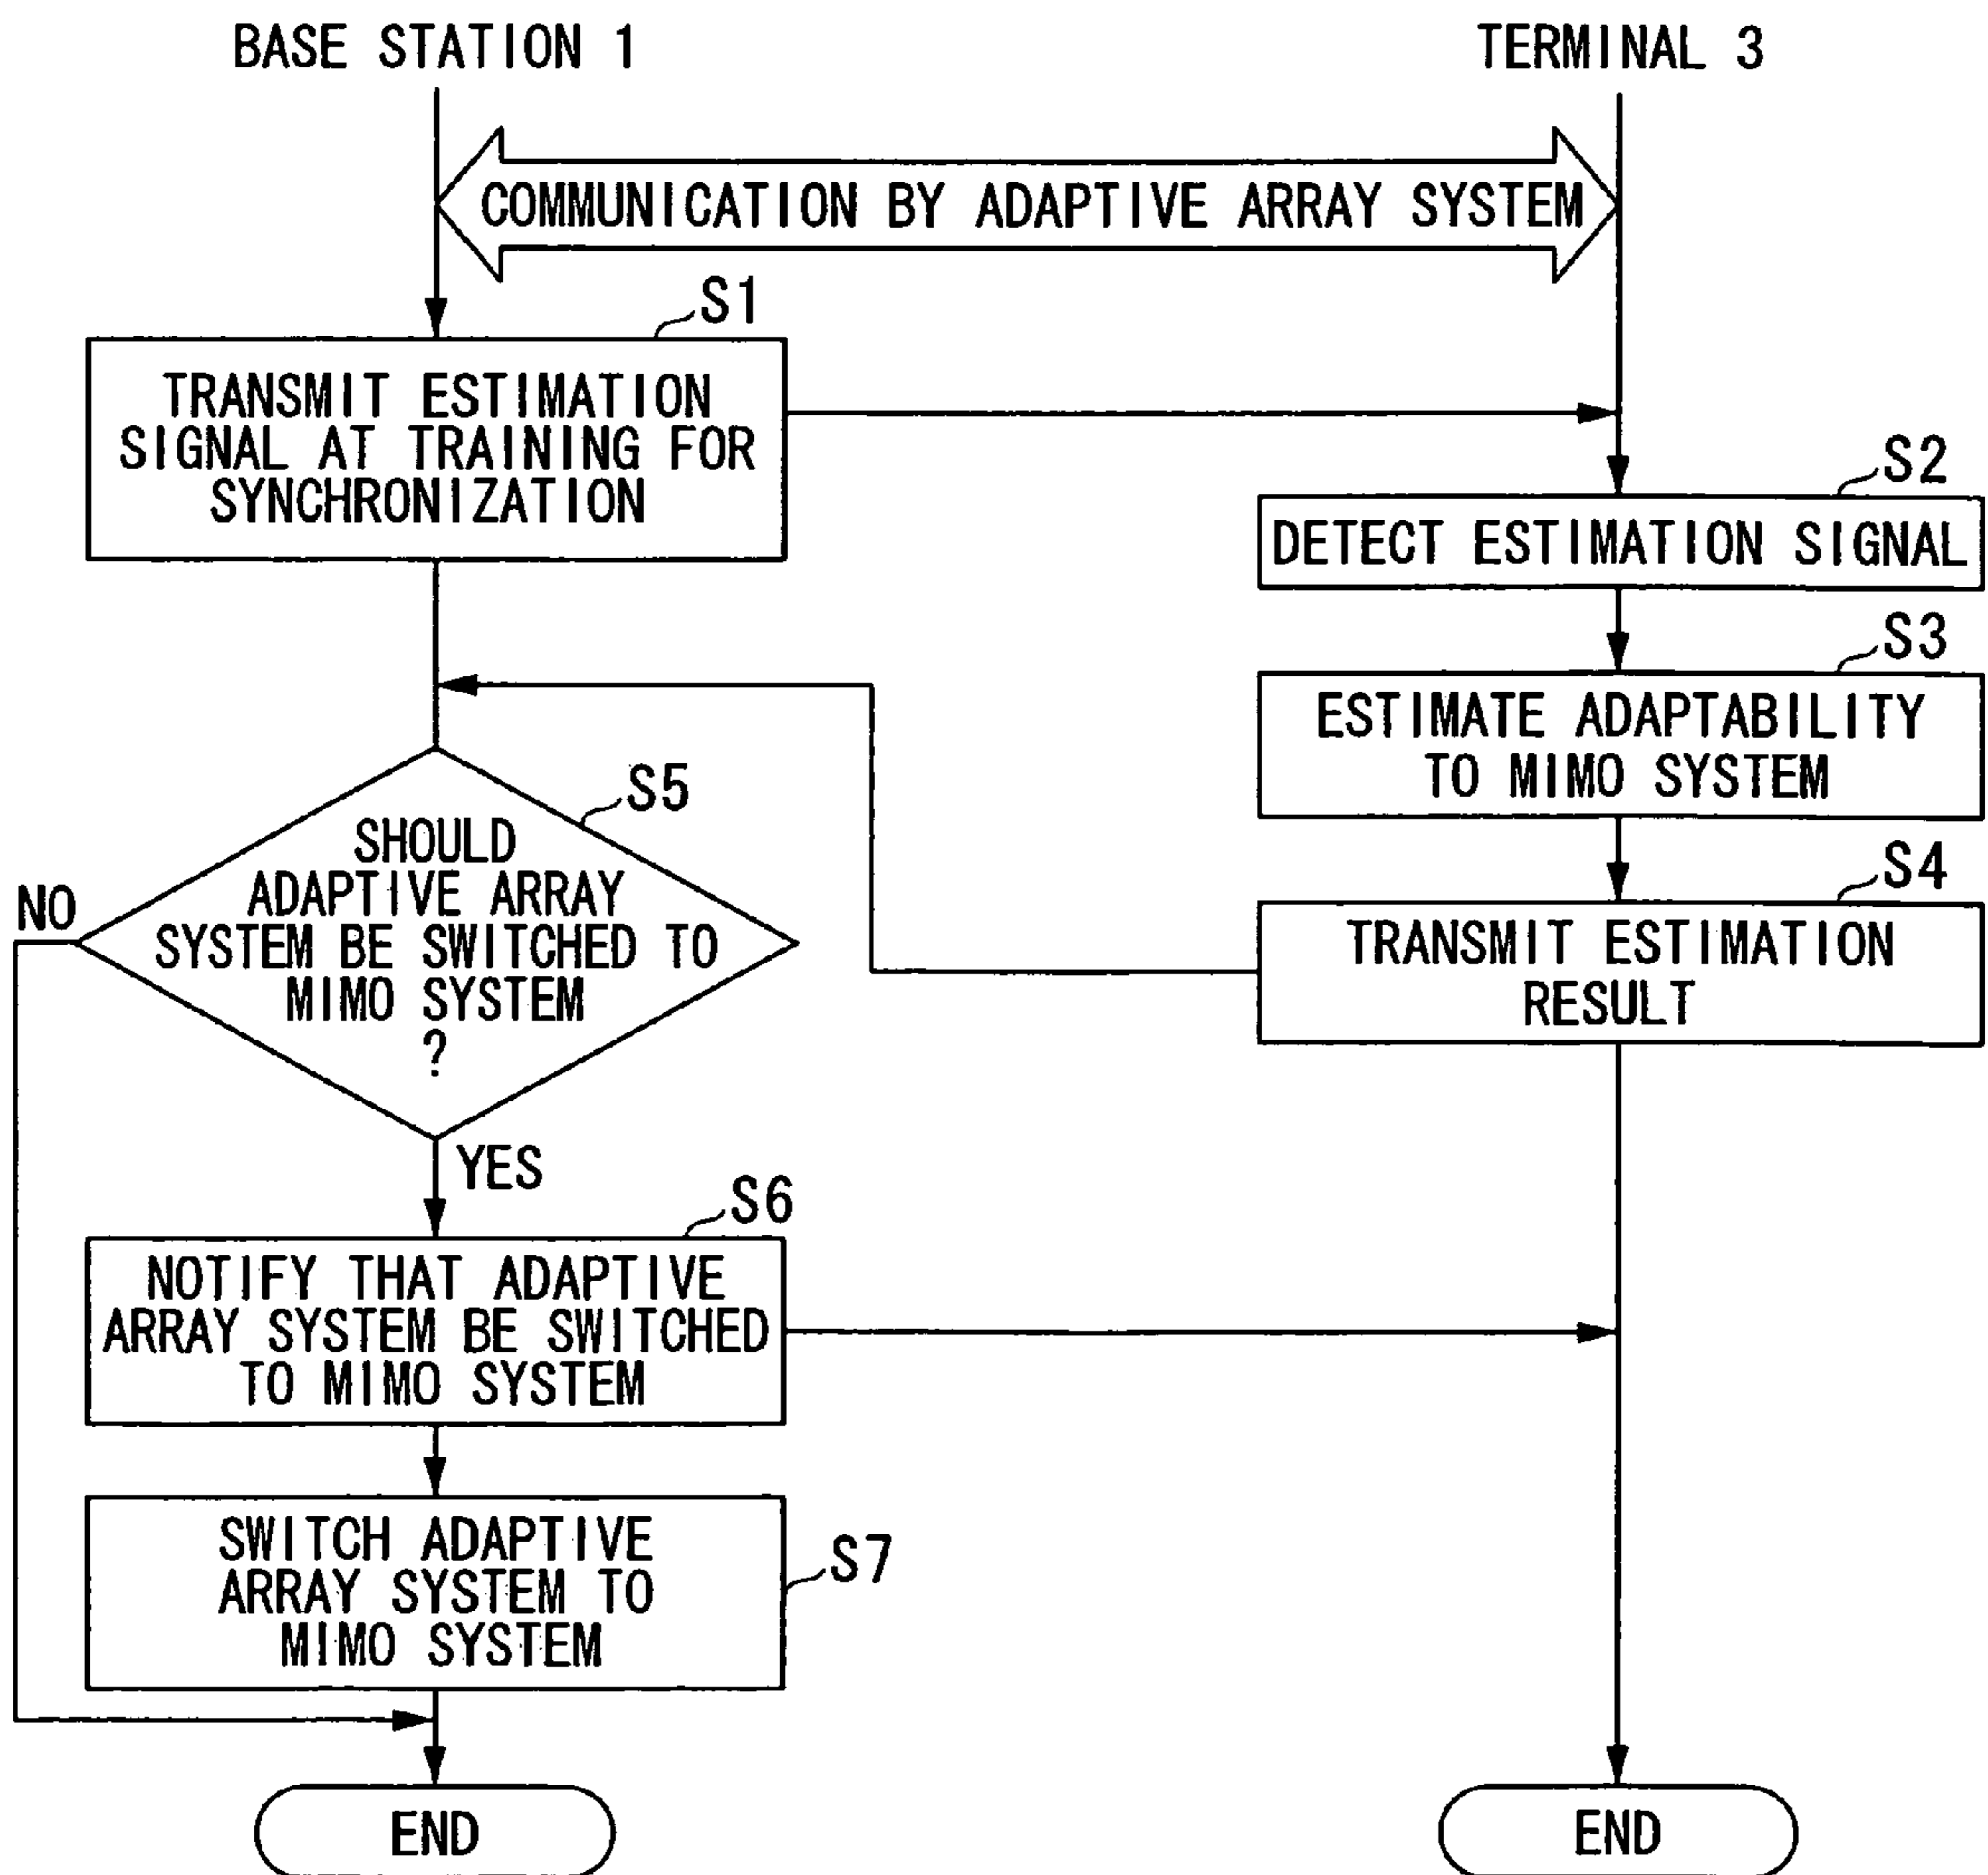 BASE STATION 1
TERMINAL 3
COMMUNICATION BY ADAPTIVE ARRAY SYSTEM
S1
TRANSMIT ESTIMATION
SIGNAL AT TRAINING FOR
SYNCHRONIZATION
S2
DETECT ESTIMATION SIGNAL
S3
ESTIMATE ADAPTABILITY
TO MIMO SYSTEM
S4
TRANSMIT ESTIMATION
RESULT
S5
SHOULD
ADAPTIVE ARRAY
SYSTEM BE SWITCHED TO
MIMO SYSTEM
?
NO
YES
S6
NOTIFY THAT ADAPTIVE
ARRAY SYSTEM BE SWITCHED
TO MIMO SYSTEM
S7
SWITCH ADAPTIVE
ARRAY SYSTEM TO
MIMO SYSTEM
END
END